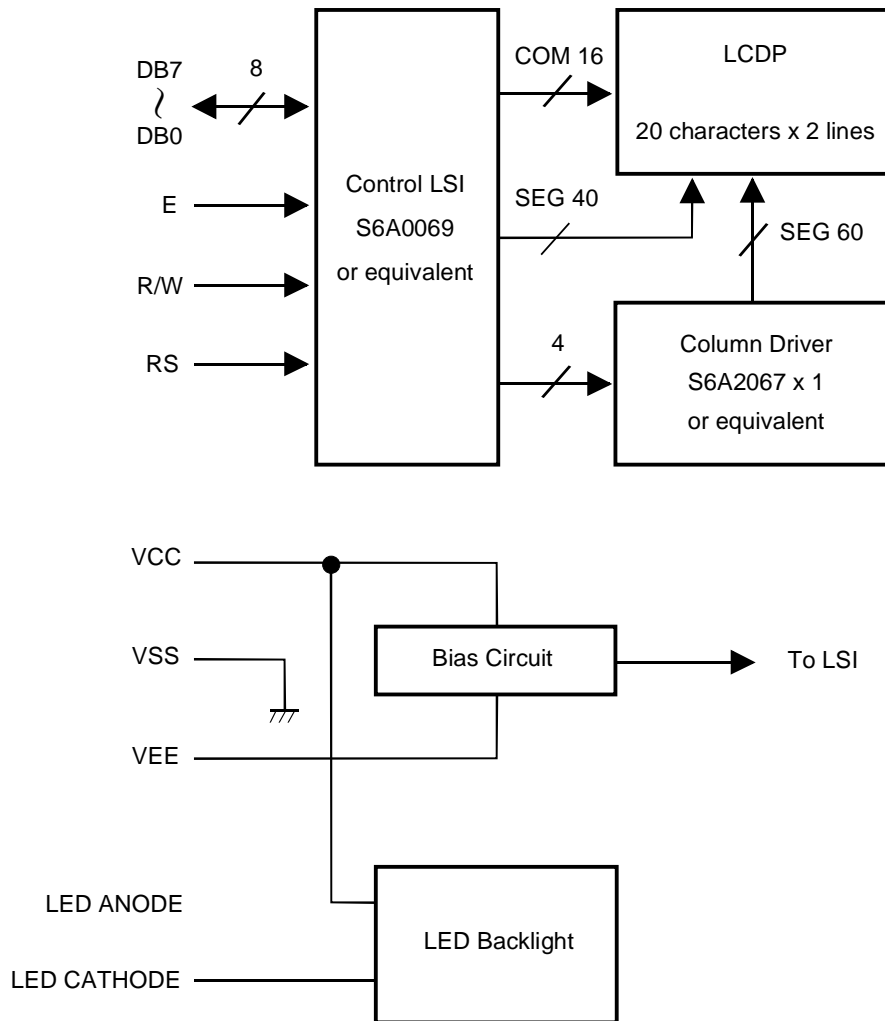 DB7
DB0
8
E
R/W
RS
Control LSI
S6A0069
or equivalent
COM 16
SEG 40
4
LCDP
20 characters x 2 lines
SEG 60
Column Driver
S6A2067 x 1
or equivalent
VCC
VSS
VEE
Bias Circuit
To LSI
LED ANODE
LED CATHODE
LED Backlight